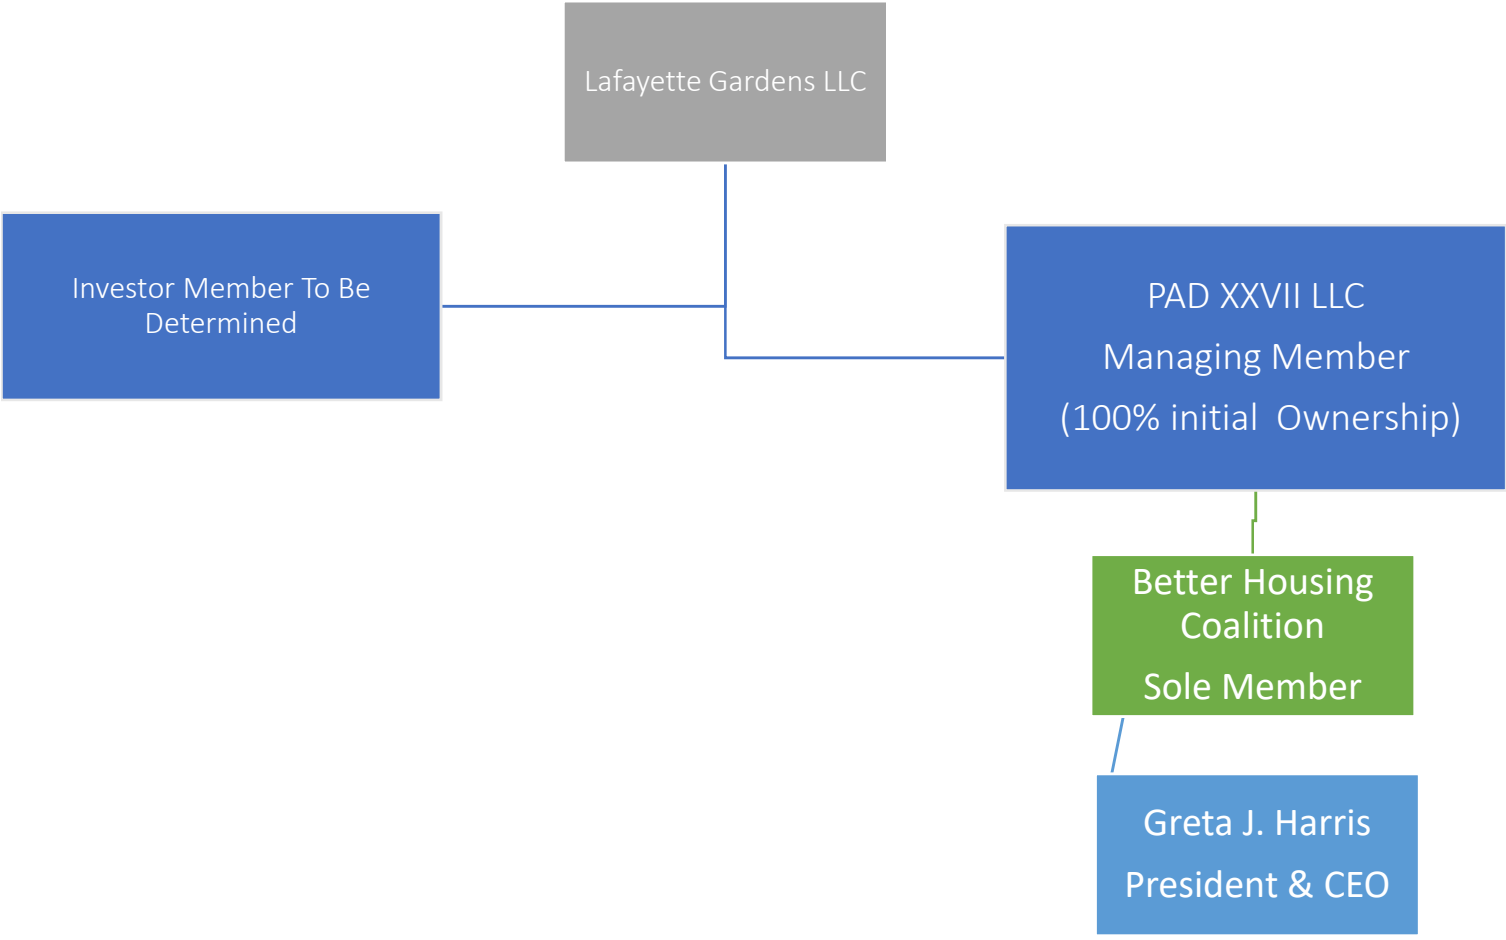 Lafayette Gardens LLC
Investor Member To Be
Determined
PAD XXVII LLC
Managing Member
(100% initial  Ownership)
Better Housing
Coalition
Sole Member
Greta J. Harris
President & CEO